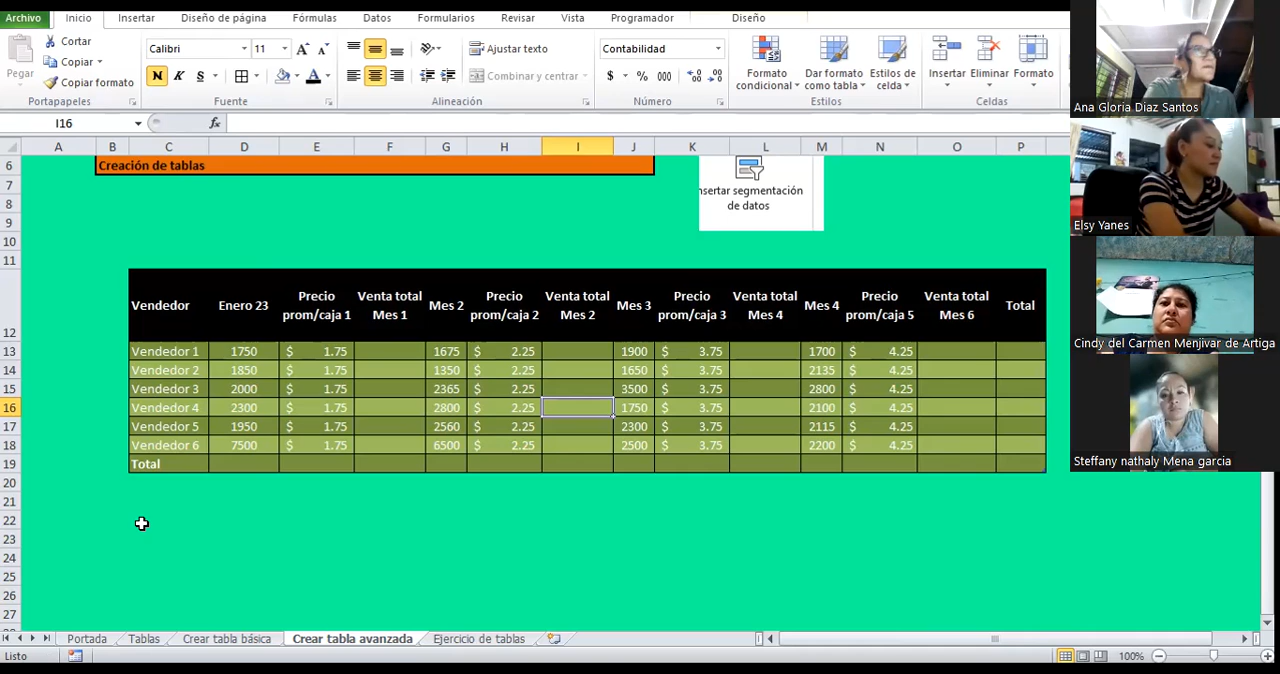 Archivo Inicio Insertar Diseño de página Fórmulas Datos Formularios Revisar Vista Programador Diseño
Pegar
Cortar
Copiar
Copiar formato
Portapapeles
Calibri 11
N K S
Fuente
Ajustar texto
Combinar y centrar
Alineación
Contabilidad
$ % 000
Número
Formato condicional
Dar formato como tabla
Estilos de celda
Estilos
Insertar Eliminar Formato
Celdas
I16 fx
A B C D E F G H I J K L M N O P
6 Creación de tablas
7
8
9
10
11
nsertar segmentación
de datos
12 Vendedor Enero 23 Precio prom/caja 1 Venta total Mes 1 Mes 2 Precio prom/caja 2 Venta total Mes 2 Mes 3 Precio prom/caja 3 Venta total Mes 4 Mes 4 Precio prom/caja 5 Venta total Mes 6 Total
13 Vendedor 1 1750 $ 1.75 1675 $ 2.25 1900 $ 3.75 1700 $ 4.25
14 Vendedor 2 1850 $ 1.75 1350 $ 2.25 1650 $ 3.75 2135 $ 4.25
15 Vendedor 3 2000 $ 1.75 2365 $ 2.25 3500 $ 3.75 2800 $ 4.25
16 Vendedor 4 2300 $ 1.75 2800 $ 2.25 1750 $ 3.75 2100 $ 4.25
17 Vendedor 5 1950 $ 1.75 2560 $ 2.25 2300 $ 3.75 2115 $ 4.25
18 Vendedor 6 7500 $ 1.75 6500 $ 2.25 2500 $ 3.75 2200 $ 4.25
19 Total
20
21
22
23
24
25
26
27
Portada Tablas Crear tabla básica Crear tabla avanzada Ejercicio de tablas
Listo 100%
Ana Gloria Diaz Santos
Elsy Yanes
Cindy del Carmen Menjivar de Artiga
Steffany nathaly Mena garcia